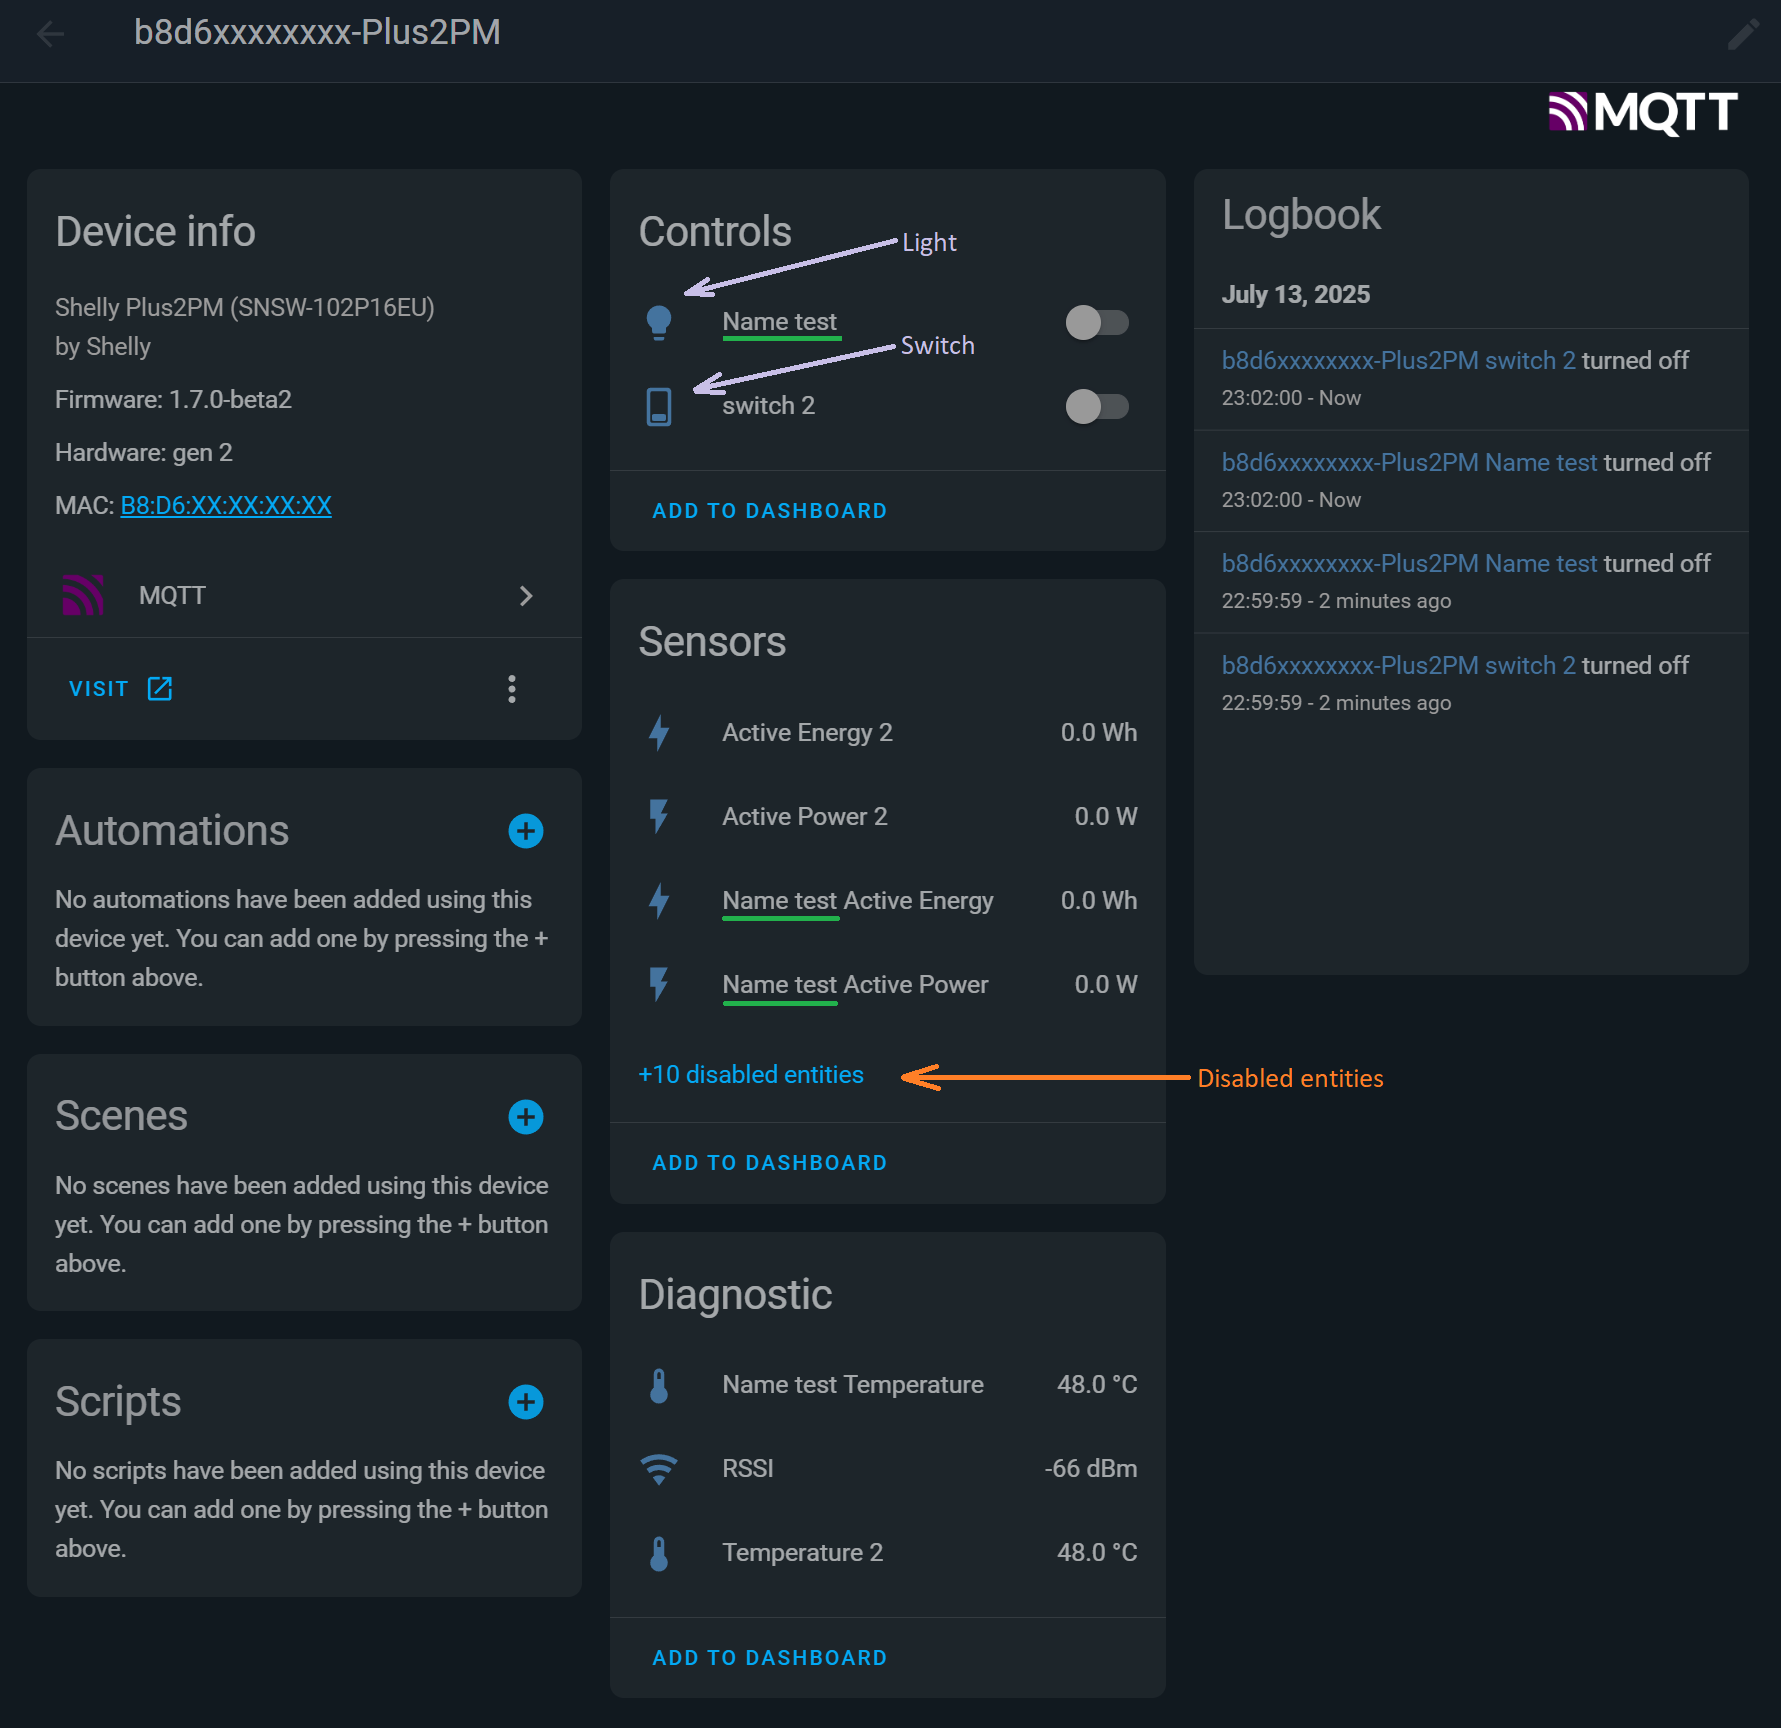 b8d6xxxxxxxx-Plus2PM
MQTT
Device info
Shelly Plus2PM (SNSW-102P16EU)
by Shelly
Firmware: 1.7.0-beta2
Hardware: gen 2
MAC: B8:D6:XX:XX:XX:XX
MQTT
VISIT
Automations
No automations have been added using this
device yet. You can add one by pressing the +
button above.
Scenes
No scenes have been added using this device
yet. You can add one by pressing the + button
above.
Scripts
No scripts have been added using this device
yet. You can add one by pressing the + button
above.
Controls
Light
Name test
Switch
switch 2
ADD TO DASHBOARD
Sensors
Active Energy 2 0.0 Wh
Active Power 2 0.0 W
Name test Active Energy 0.0 Wh
Name test Active Power 0.0 W
+10 disabled entities
Disabled entities
ADD TO DASHBOARD
Diagnostic
Name test Temperature 48.0 °C
RSSI -66 dBm
Temperature 2 48.0 °C
ADD TO DASHBOARD
Logbook
July 13, 2025
b8d6xxxxxxxx-Plus2PM switch 2 turned off
23:02:00 - Now
b8d6xxxxxxxx-Plus2PM Name test turned off
23:02:00 - Now
b8d6xxxxxxxx-Plus2PM Name test turned off
22:59:59 - 2 minutes ago
b8d6xxxxxxxx-Plus2PM switch 2 turned off
22:59:59 - 2 minutes ago